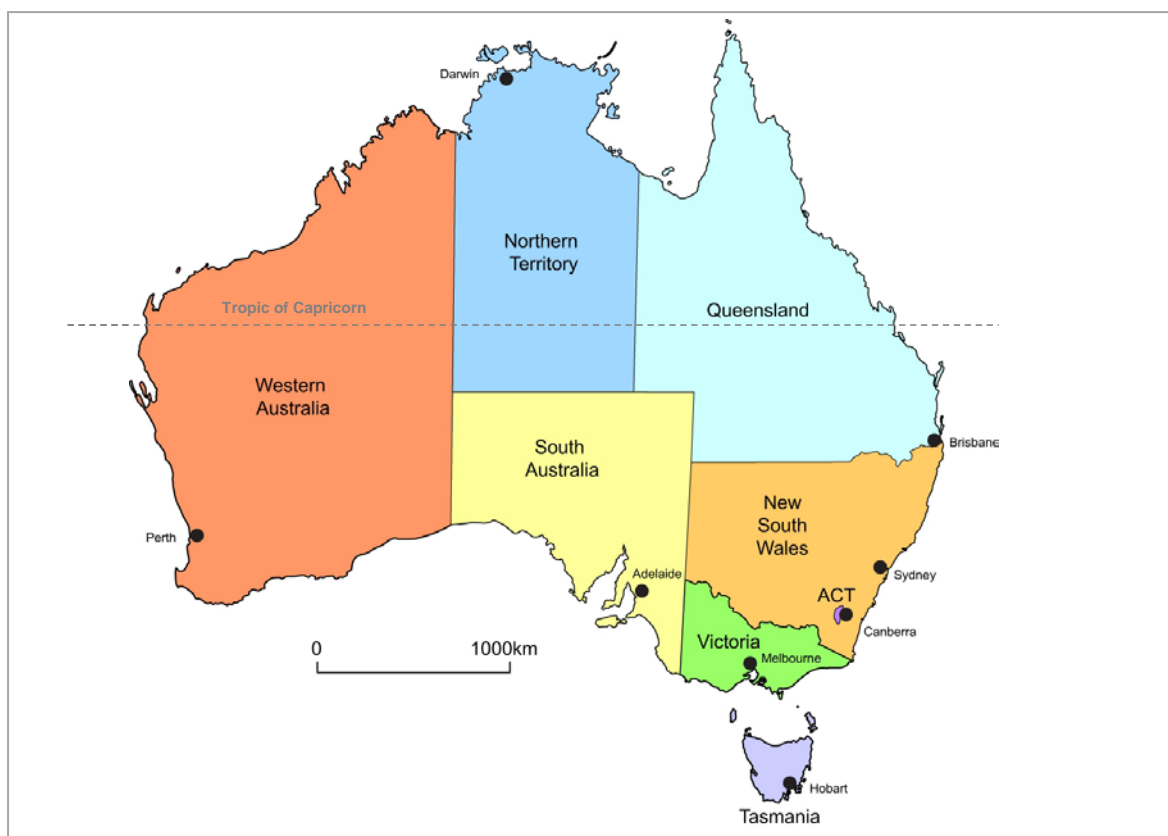 Darwin
Northern
Territory
Tropic of Capricorn
Queensland
Western
Australia
South
Australia
Brisbane
New
South
Wales
Perth
Adelaide
Sydney
ACT
Canberra
Victoria
Melbourne
0
1000km
Hobart
Tasmania